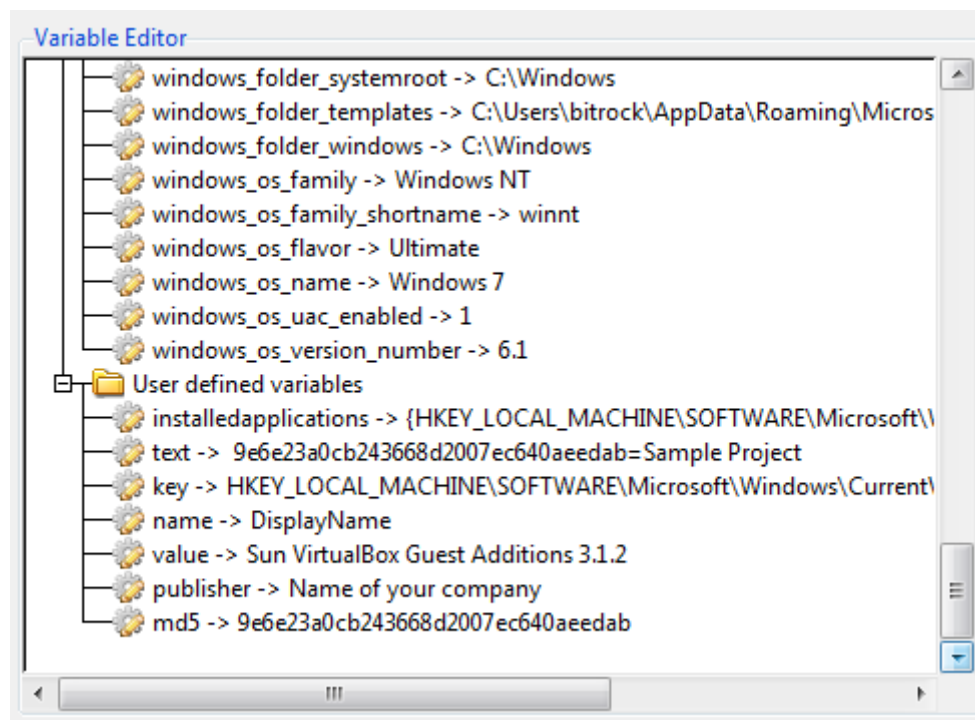 Variable Editor
windows_folder_systemroot -> C:\Windows
windows_folder_templates -> C:\Users\bitrock\AppData\Roaming\Micros
windows_folder_windows -> C:\Windows
windows_os_family -> Windows NT
windows_os_family_shortname -> winnt
windows_os_flavor -> Ultimate
windows_os_name -> Windows 7
windows_os_uac_enabled -> 1
windows_os_version_number -> 6.1
User defined variables
installedapplications -> {HKEY_LOCAL_MACHINE\SOFTWARE\Microsoft\
text -> 9e6e23a0cb243668d2007ec640aeedab=Sample Project
key -> HKEY_LOCAL_MACHINE\SOFTWARE\Microsoft\Windows\Current
name -> DisplayName
value -> Sun VirtualBox Guest Additions 3.1.2
publisher -> Name of your company
md5 -> 9e6e23a0cb243668d2007ec640aeedab